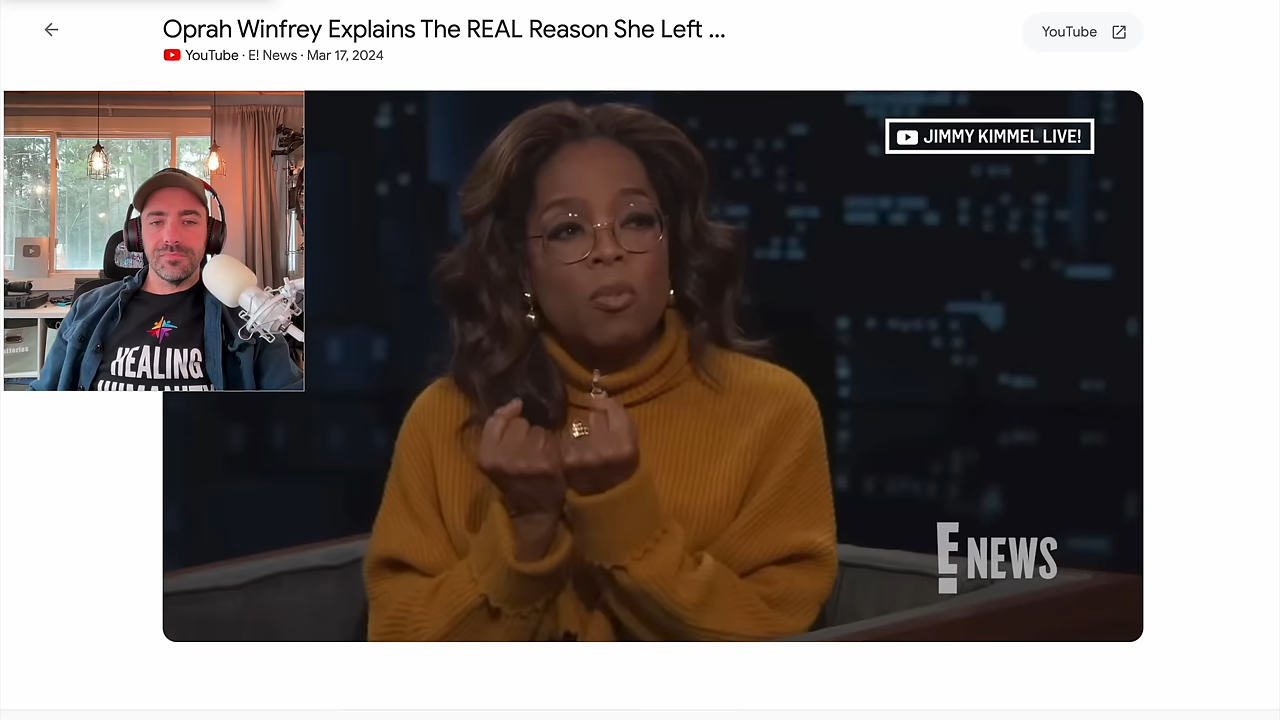 Oprah Winfrey Explains The REAL Reason She Left ...
YouTube
YouTube · E! News · Mar 17, 2024
JIMMY KIMMEL LIVE!
HEALING
HUMANITY
E! NEWS